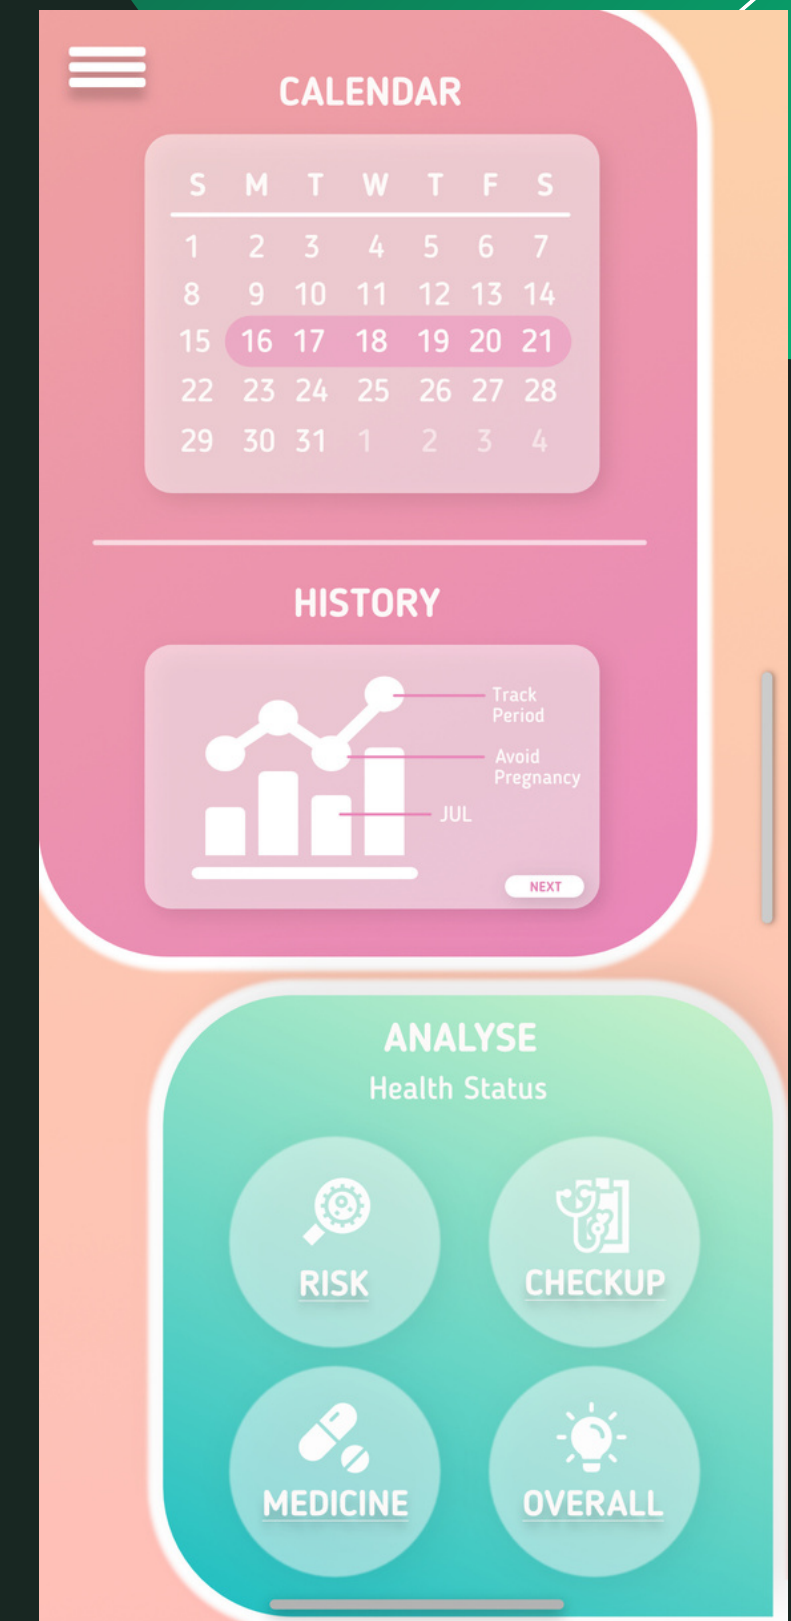 CALENDAR
S M T W T F S
1 2 3 4 5 6 7
8 9 10 11 12 13 14
15 16 17 18 19 20 21
22 23 24 25 26 27 28
29 30 31 1 2 3 4
HISTORY
Track
Period
Avoid
Pregnancy
JUL
NEXT
ANALYSE
Health Status
RISK
CHECKUP
MEDICINE
OVERALL